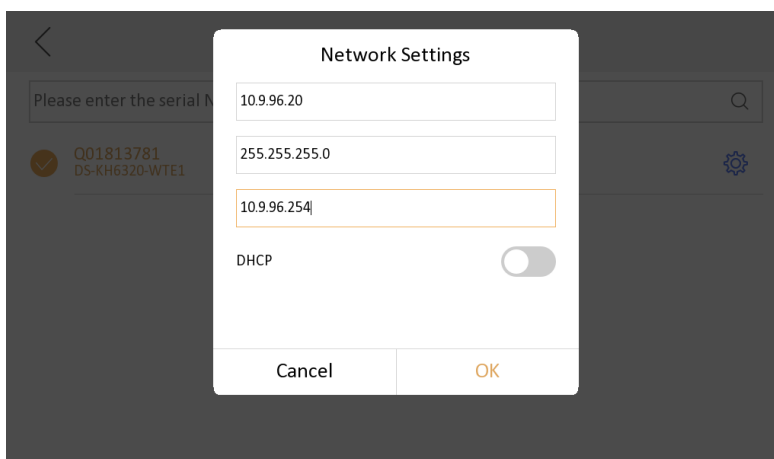 Network Settings
Please enter the serial N
10.9.96.20
Q01813781
DS-KH6320-WTE1
255.255.255.0
10.9.96.254
DHCP
Cancel
OK